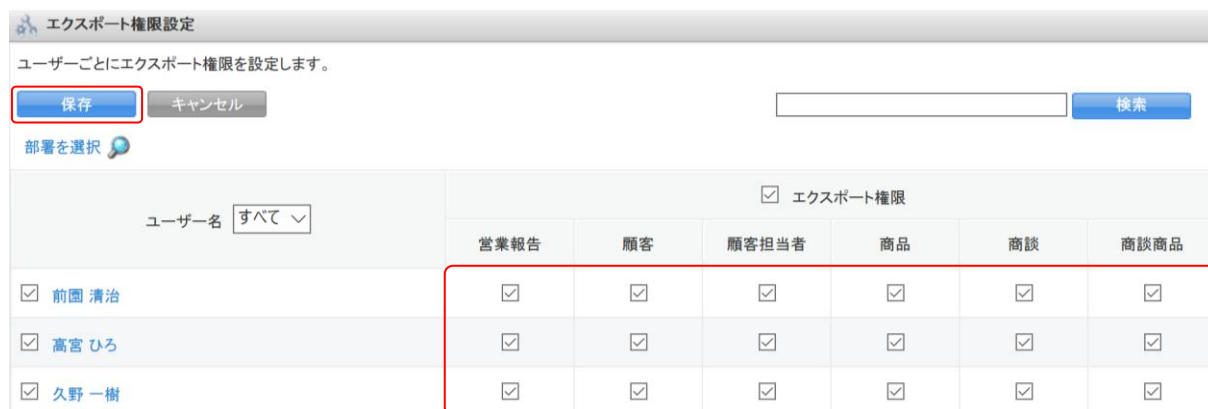 エクスポート権限設定
ユーザーごとにエクスポート権限を設定します。
保存 キャンセル 検索
部署を選択
ユーザー名 すべて エクスポート権限
営業報告 顧客 顧客担当者 商品 商談 商談商品
前園 清治
高宮 ひろ
久野 一樹